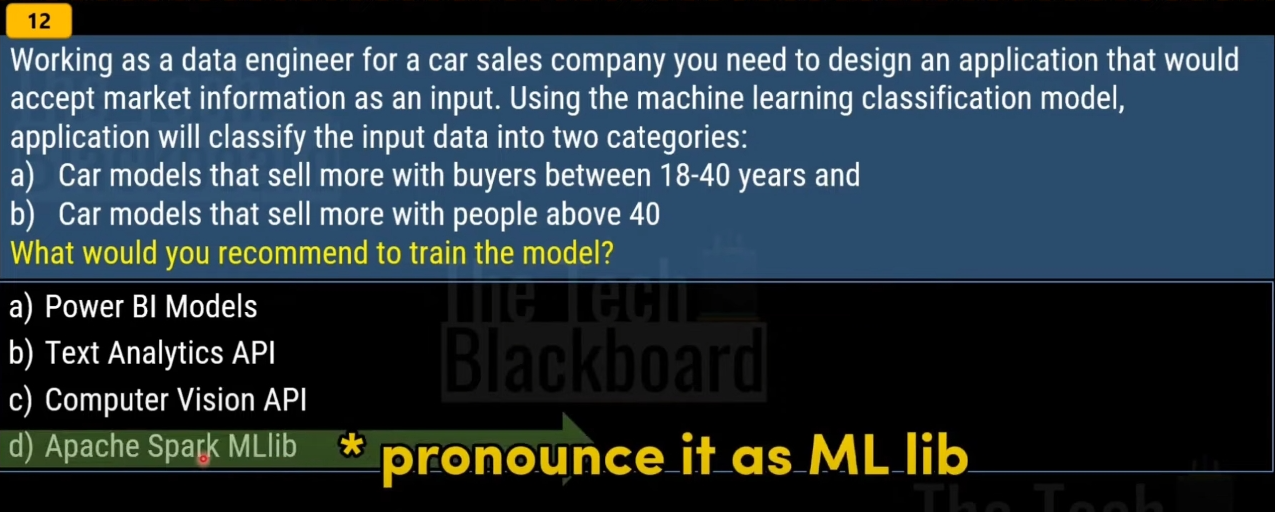 12
Working as a data engineer for a car sales company you need to design an application that would
accept market information as an input. Using the machine learning classification model,
application will classify the input data into two categories:
a) Car models that sell more with buyers between 18-40 years and
b) Car models that sell more with people above 40
What would you recommend to train the model?
a) Power BI Models
The Tech
b) Text Analytics API
Blackboard
c) Computer Vision API
d) Apache Spark MLlib
* pronounce it as ML lib
The Tech